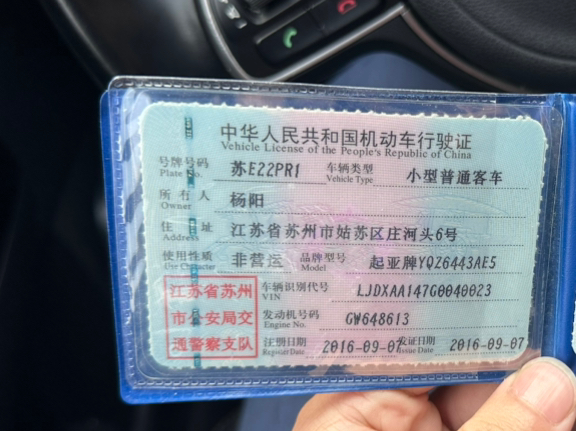 中华人民共和国机动车行驶证
Vehicle License of the People's Republic of China
号牌号码 苏E22PR1 车辆类型 小型普通客车
Plate No. Vehicle Type
所有人 杨阳
Owner
住址 江苏省苏州市姑苏区庄河头6号
Address
使用性质 非营运 品牌型号 起亚牌YQZ6443AE5
Use Character Model
江苏省苏州 车辆识别代号 LJDXAA147G0040023
VIN
市公安局交 发动机号码 GW648613
Engine No.
通警察支队 注册日期 2016-09-07 发证日期 2016-09-07
Register Date Issue Date